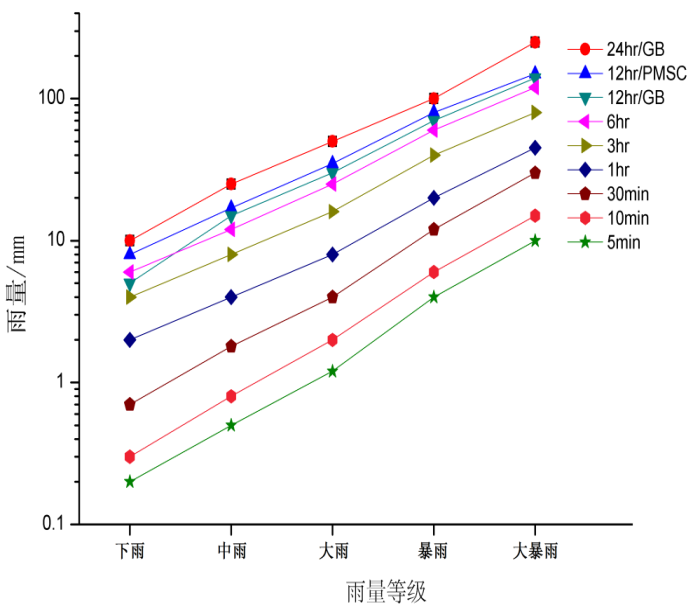 24hr/GB
12hr/PMSC
12hr/GB
6hr
3hr
1hr
30min
10min
5min
100
10
1
0.1
雨量/mm
下雨 中雨 大雨 暴雨 大暴雨
雨量等级